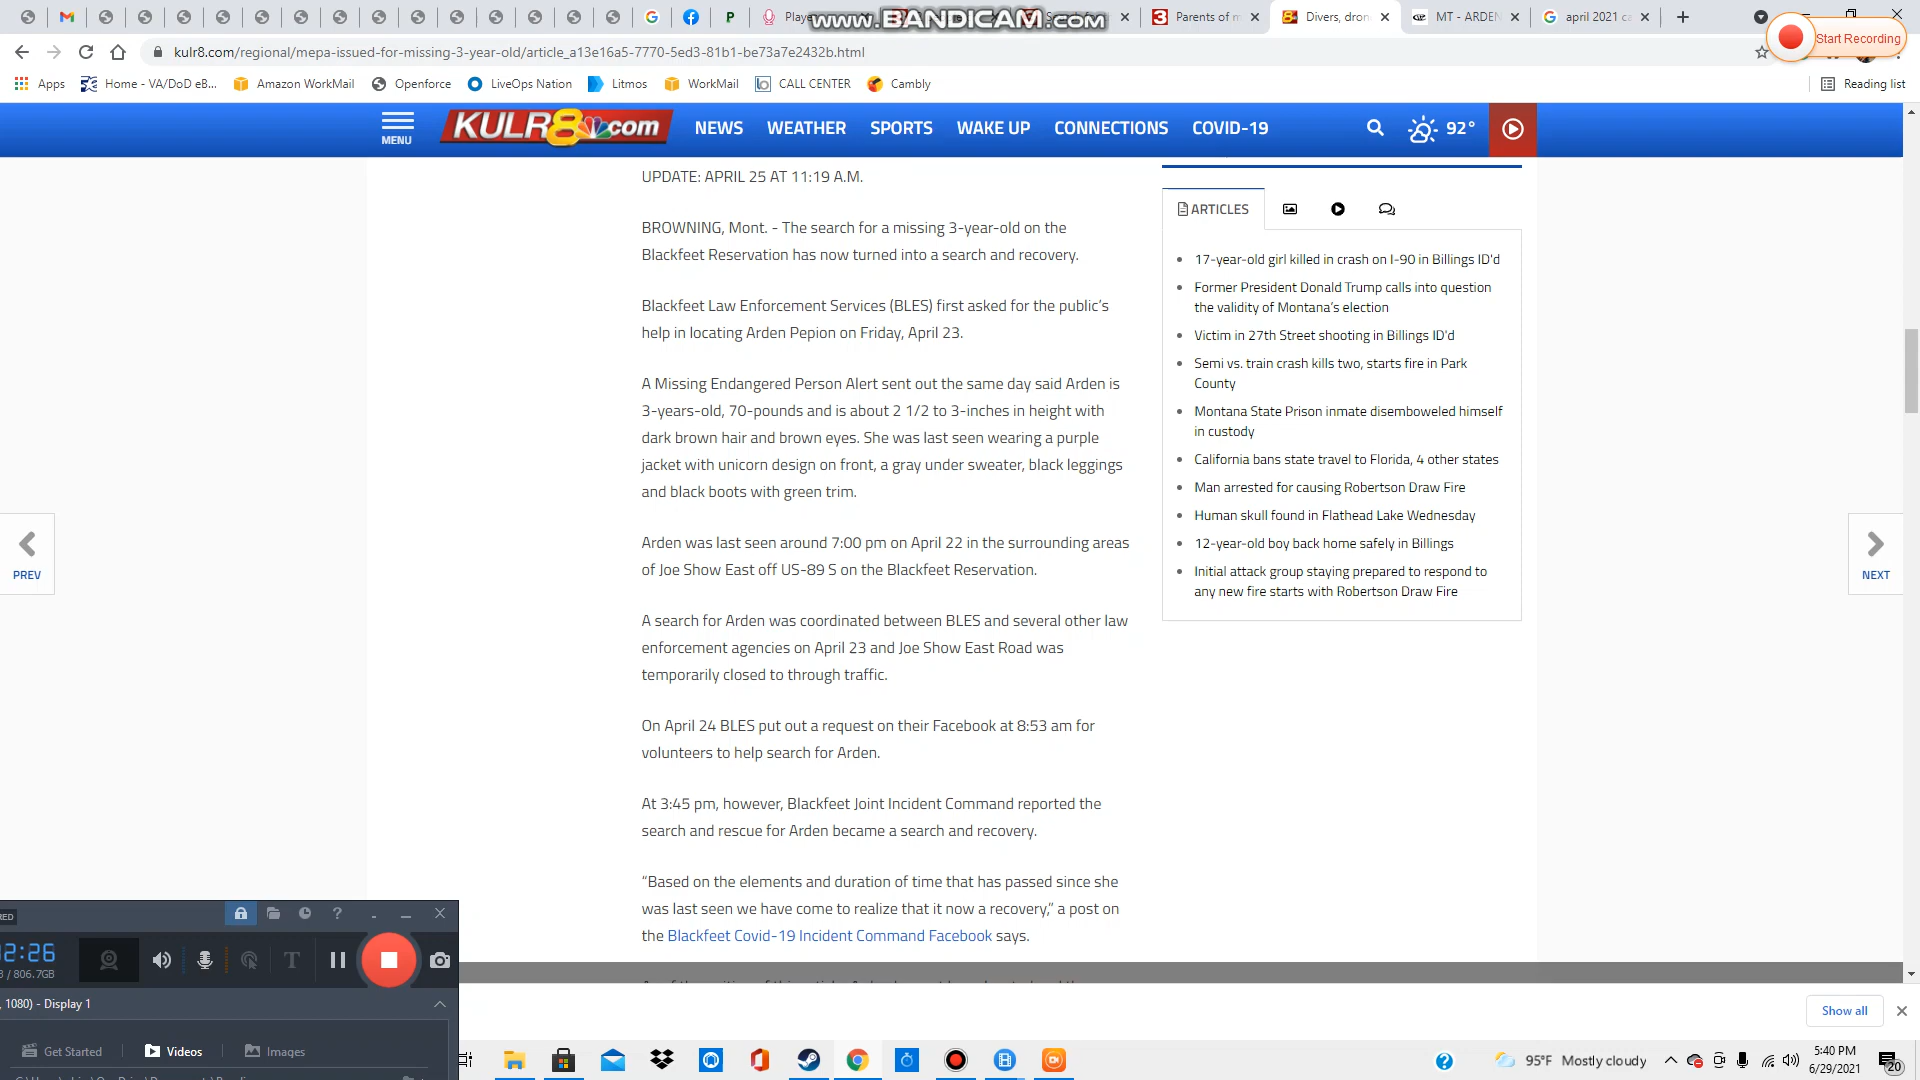 Playe
www.BANDICAM.com
Parents of m
Divers, dron
MT - ARDEN
april 2021 ca
Start Recording
kulr8.com/regional/mepa-issued-for-missing-3-year-old/article_a13e16a5-7770-5ed3-81b1-be73a7e2432b.html
Apps
Home - VA/DoD eB...
Amazon WorkMail
Openforce
LiveOps Nation
Litmos
WorkMail
CALL CENTER
Cambly
Reading list
MENU
KULR8.com
NEWS
WEATHER
SPORTS
WAKE UP
CONNECTIONS
COVID-19
92°
UPDATE: APRIL 25 AT 11:19 A.M.
BROWNING, Mont. - The search for a missing 3-year-old on the
Blackfeet Reservation has now turned into a search and recovery.
Blackfeet Law Enforcement Services (BLES) first asked for the public’s
help in locating Arden Pepion on Friday, April 23.
A Missing Endangered Person Alert sent out the same day said Arden is
3-years-old, 70-pounds and is about 2 1/2 to 3-inches in height with
dark brown hair and brown eyes. She was last seen wearing a purple
jacket with unicorn design on front, a gray under sweater, black leggings
and black boots with green trim.
Arden was last seen around 7:00 pm on April 22 in the surrounding areas
of Joe Show East off US-89 S on the Blackfeet Reservation.
A search for Arden was coordinated between BLES and several other law
enforcement agencies on April 23 and Joe Show East Road was
temporarily closed to through traffic.
On April 24 BLES put out a request on their Facebook at 8:53 am for
volunteers to help search for Arden.
At 3:45 pm, however, Blackfeet Joint Incident Command reported the
search and rescue for Arden became a search and recovery.
“Based on the elements and duration of time that has passed since she
was last seen we have come to realize that it now a recovery,” a post on
the Blackfeet Covid-19 Incident Command Facebook says.
ARTICLES
17-year-old girl killed in crash on I-90 in Billings ID'd
Former President Donald Trump calls into question
the validity of Montana’s election
Victim in 27th Street shooting in Billings ID'd
Semi vs. train crash kills two, starts fire in Park
County
Montana State Prison inmate disemboweled himself
in custody
California bans state travel to Florida, 4 other states
Man arrested for causing Robertson Draw Fire
Human skull found in Flathead Lake Wednesday
12-year-old boy back home safely in Billings
Initial attack group staying prepared to respond to
any new fire starts with Robertson Draw Fire
PREV
NEXT
RED
2:26
/ 806.7GB
1080) - Display 1
Get Started
Videos
Images
Show all
95°F Mostly cloudy
5:40 PM
6/29/2021
20